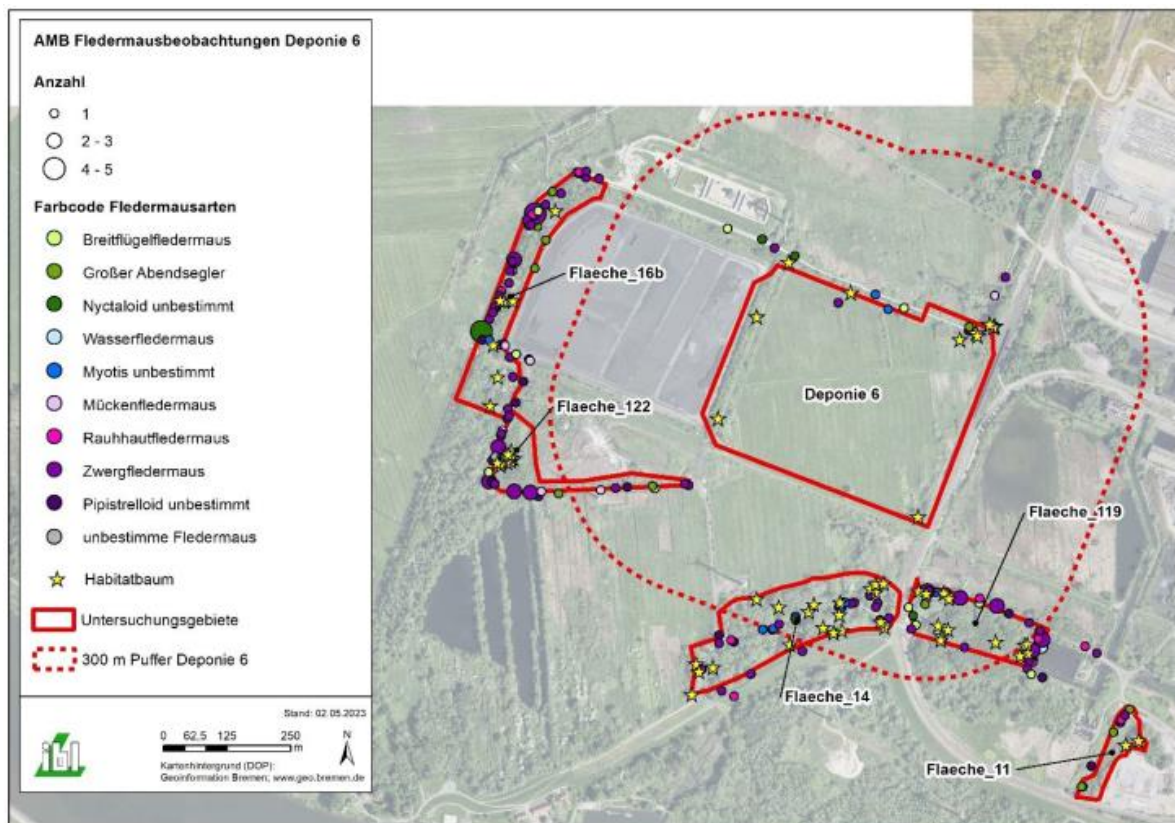 AMB Fledermausbeobachtungen Deponie 6
Anzahl
1
2 - 3
4 - 5
Farbcode Fledermausarten
Breitflügelfledermaus
Großer Abendsegler
Nyctaloid unbestimmt
Wasserfledermaus
Myotis unbestimmt
Mückenfledermaus
Rauhhautfledermaus
Zwergfledermaus
Pipistrelloid unbestimmt
unbestimme Fledermaus
Habitatbaum
Untersuchungsgebiete
300 m Puffer Deponie 6
Stand: 02.05.2023
0 62,5 125 250
m
N
Kartenhintergrund (DOP):
Geoinformation Bremen; www.geo.bremen.de
Flaeche_16b
Flaeche_122
Deponie 6
Flaeche_119
Flaeche_14
Flaeche_11